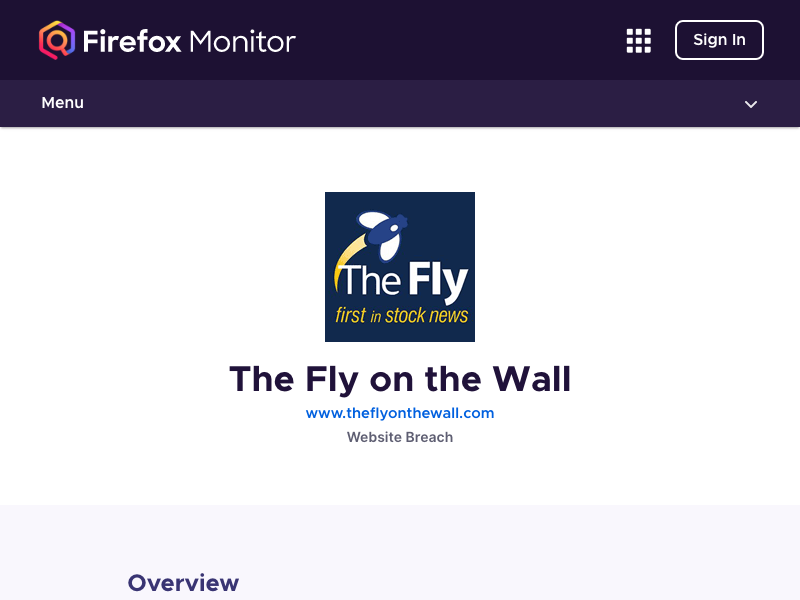 Firefox Monitor
Sign In
Menu
The Fly
first in stock news
The Fly on the Wall
www.theflyonthewall.com
Website Breach
Overview